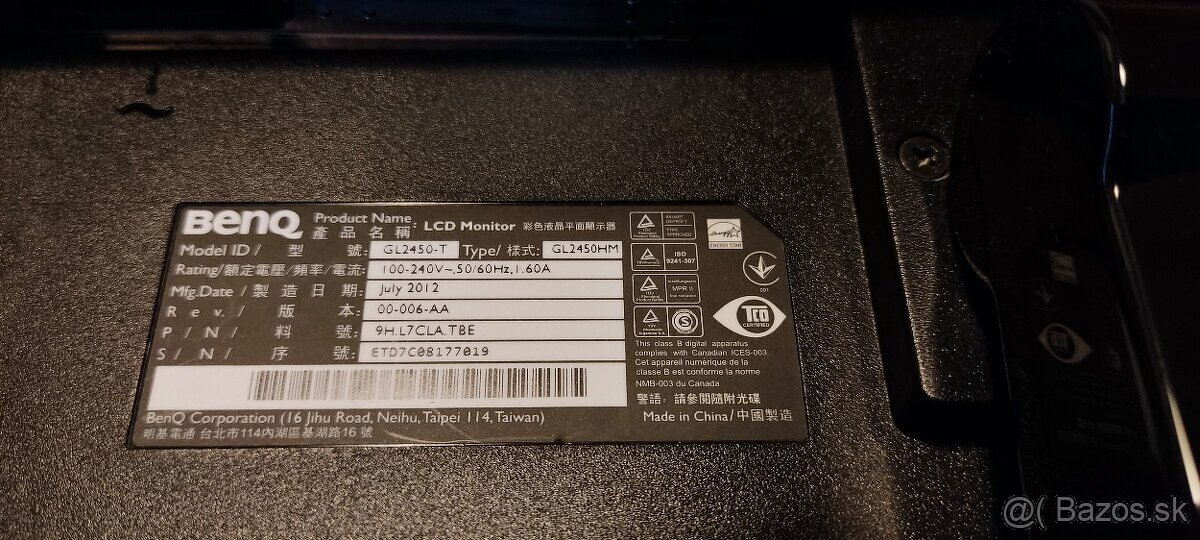 BenQ Product Name 產品名稱: LCD Monitor 彩色液晶平面顯示器
Model ID / 型號: GL2450-T Type/樣式: GL2450HM
Rating/額定電壓/頻率/電流: 100-240V~,50/60Hz,1.60A
Mfg.Date / 製造日期: July 2012
Rev. / 版本: 00-006-AA
P/N / 料號: 9H.L7CLA.TBE
S/N / 序號: ETD7C08177019
BenQ Corporation (16 Jihu Road, Neihu, Taipei 114, Taiwan)
明基電通 台北市114內湖區基湖路16號
ENERGY STAR
ISO
9241-307
MPR II
TCO
CERTIFIED
This class B digital apparatus
complies with Canadian ICES-003.
Cet appareil numérique de la
classe B est conforme la norme
NMB-003 du Canada
警語: 請參閱隨附光碟
Made in China/中國製造
@( Bazos.sk